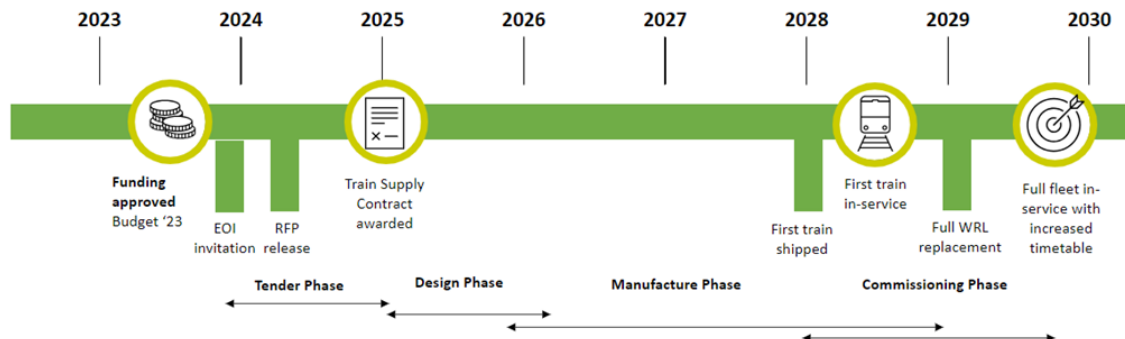 2023 2024 2025 2026 2027 2028 2029 2030
Funding
approved
Budget ‘23
EOI
invitation
RFP
release
Train Supply
Contract
awarded
First train
shipped
First train
in-service
Full WRL
replacement
Full fleet in-
service with
increased
timetable
Tender Phase
Design Phase
Manufacture Phase
Commissioning Phase